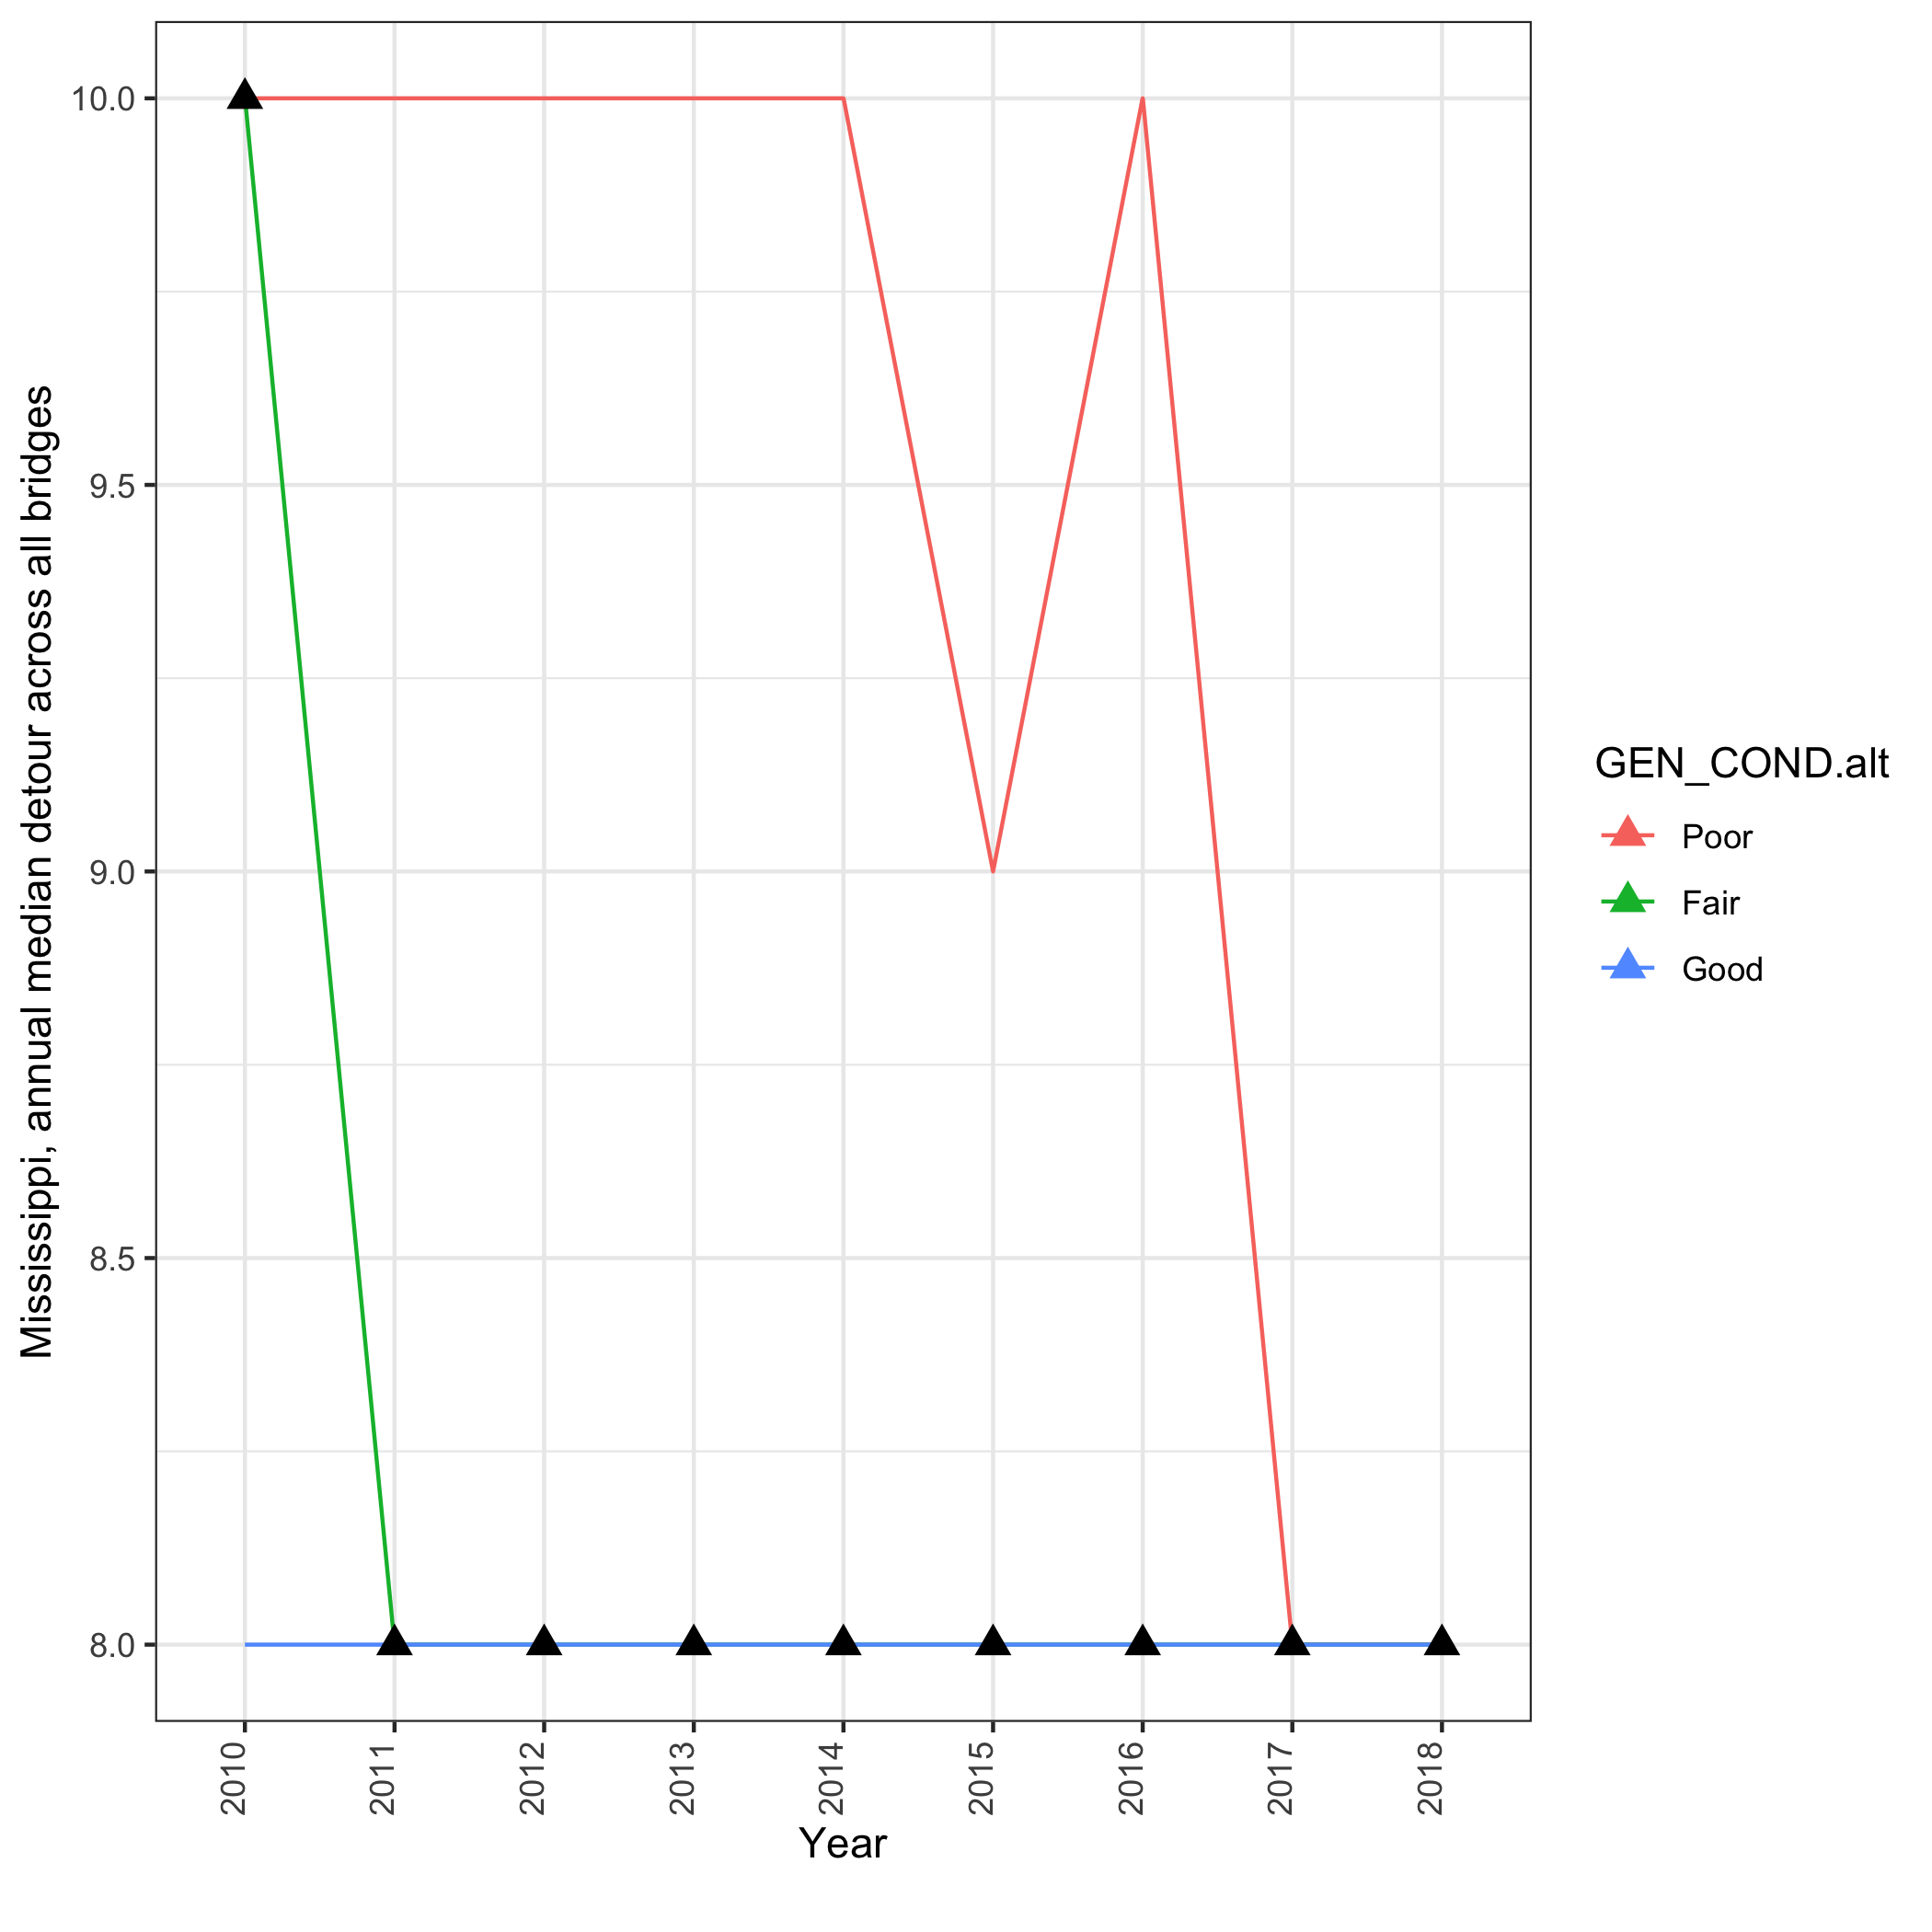 Mississippi, annual median detour across all bridges
10.0
9.5
9.0
8.5
8.0
2010
2011
2012
2013
2014
2015
2016
2017
2018
Year
GEN_COND.alt
Poor
Fair
Good